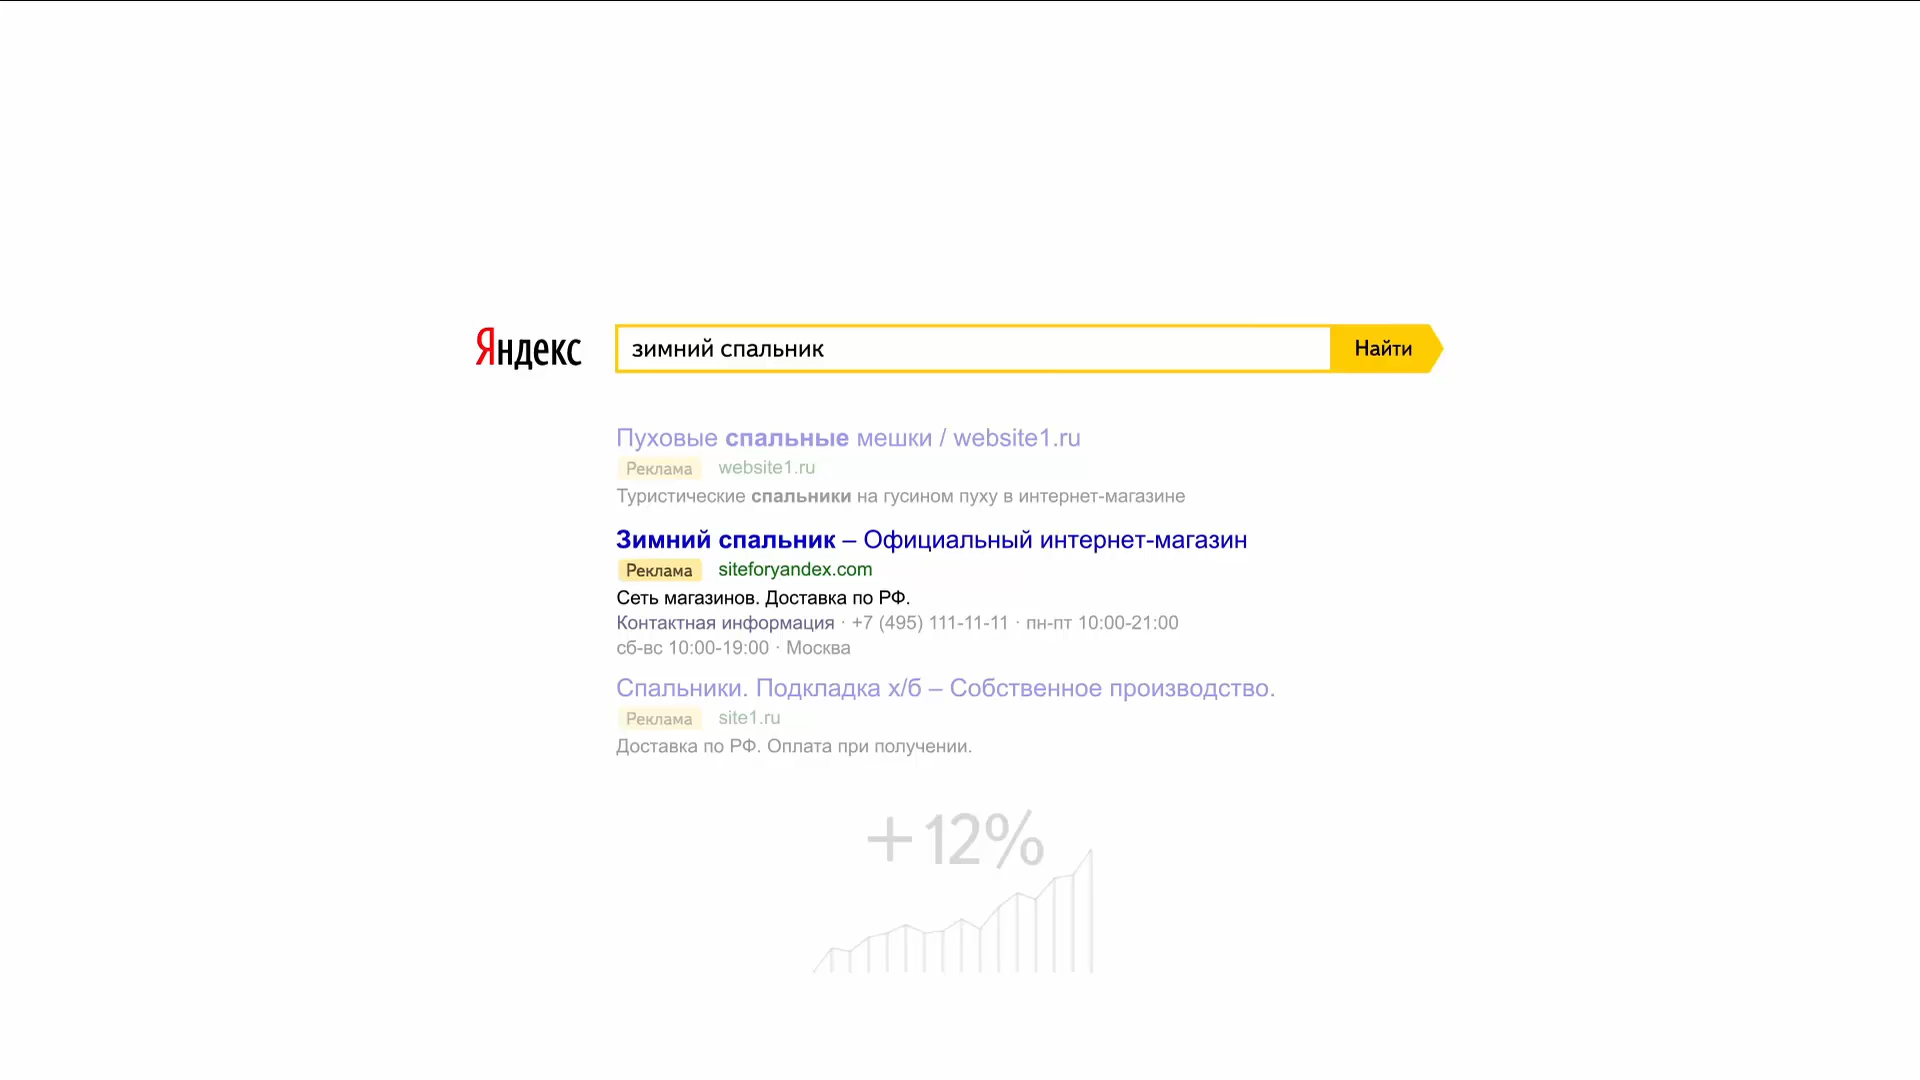 Яндекс
зимний спальник
Найти
Пуховые спальные мешки / website1.ru
Реклама website1.ru
Туристические спальники на гусином пуху в интернет-магазине
Зимний спальник – Официальный интернет-магазин
Реклама siteforyandex.com
Сеть магазинов. Доставка по РФ.
Контактная информация · +7 (495) 111-11-11 · пн-пт 10:00-21:00
сб-вс 10:00-19:00 · Москва
Спальники. Подкладка х/б – Собственное производство.
Реклама site1.ru
Доставка по РФ. Оплата при получении.
+12%